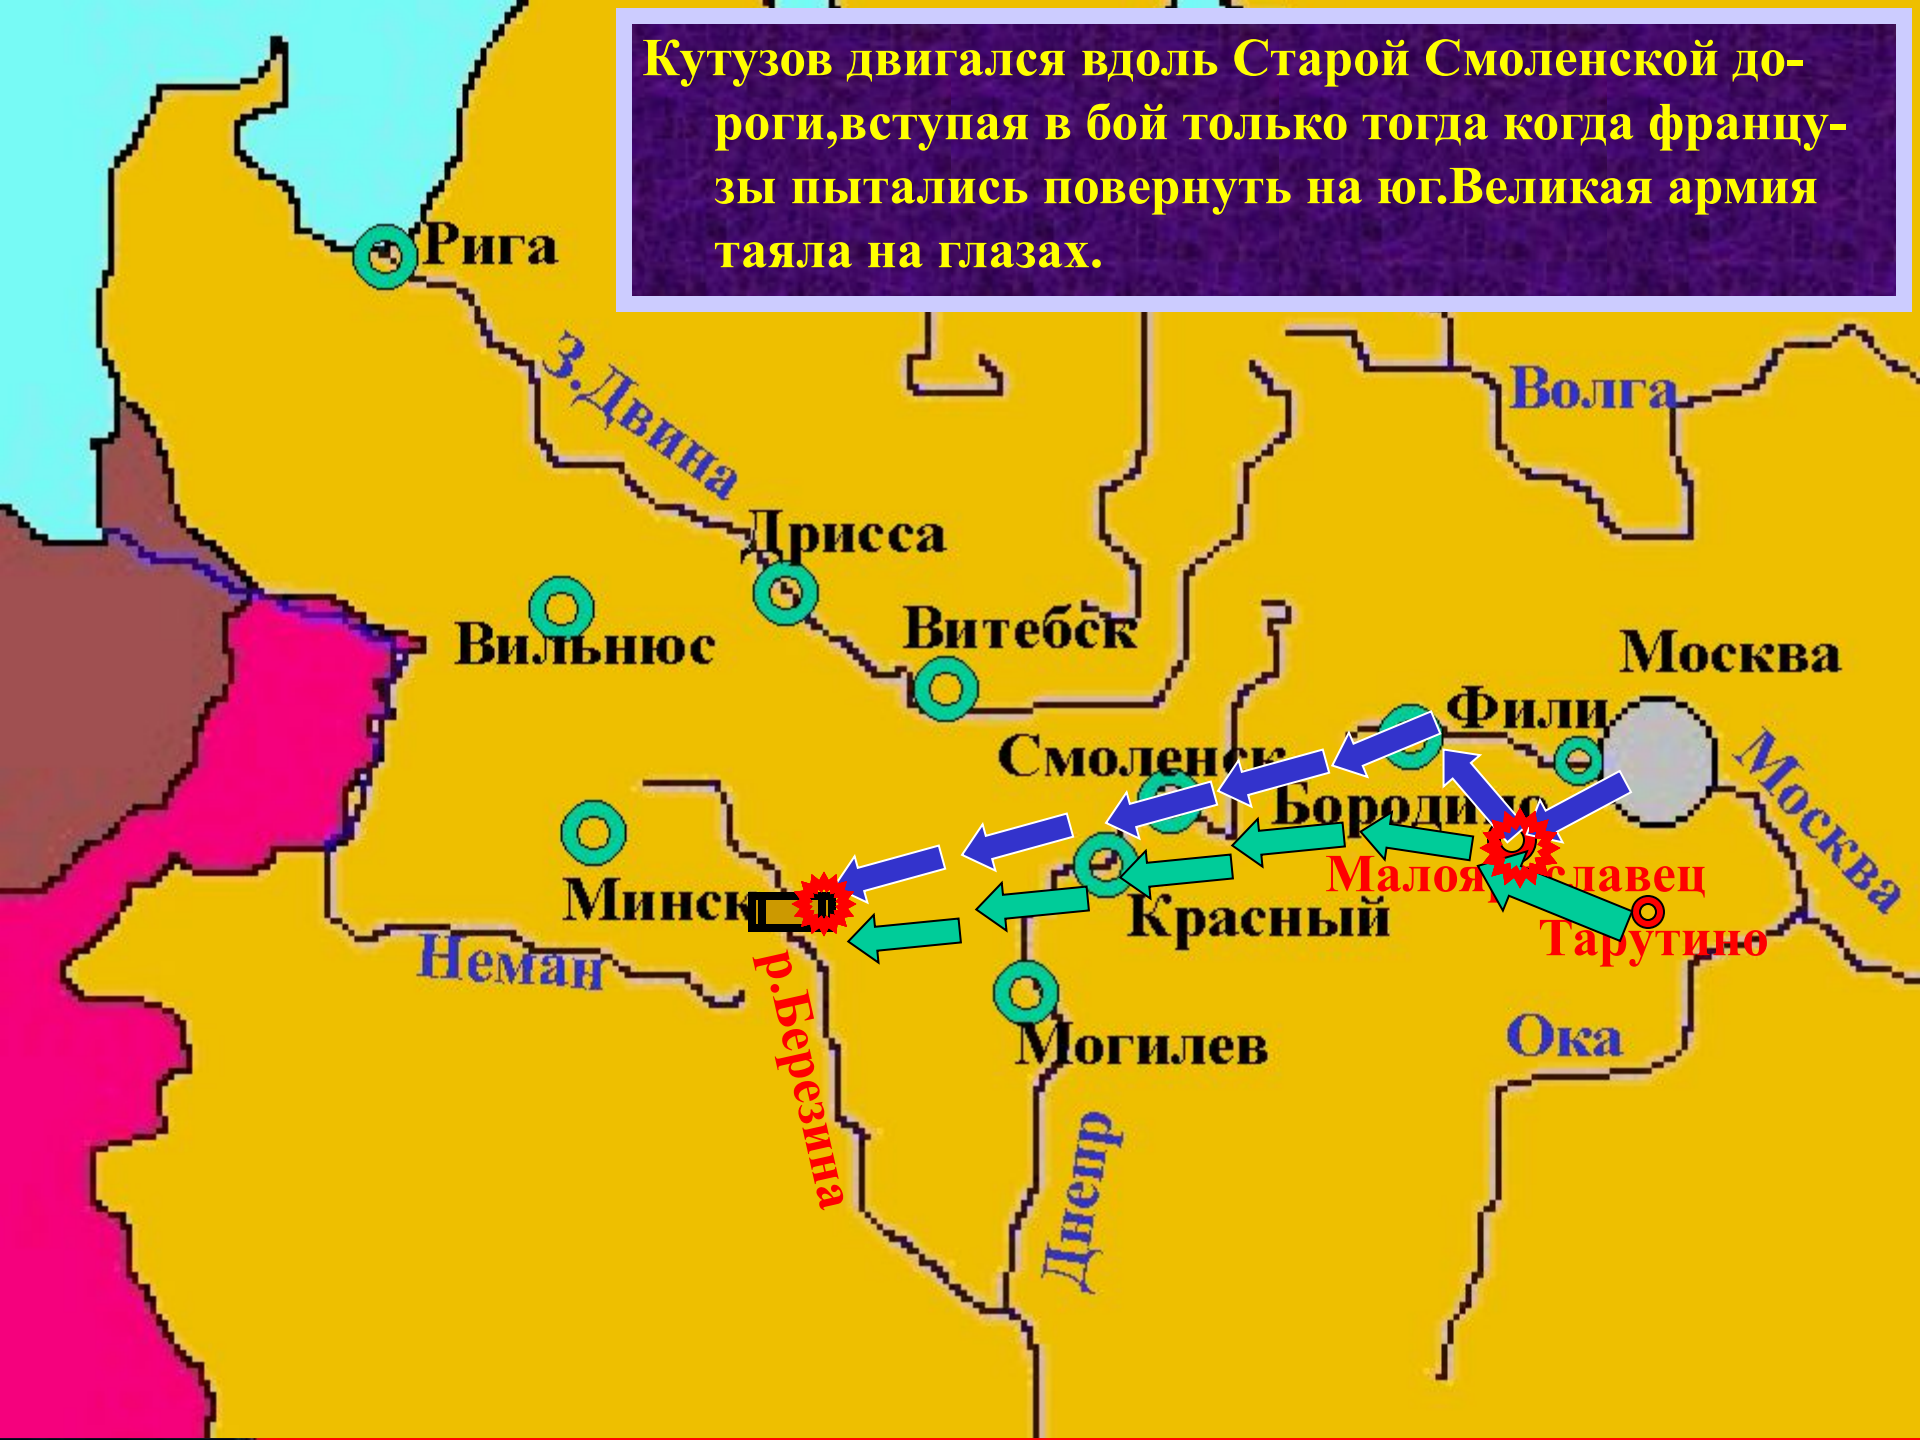 Кутузов двигался вдоль Старой Смоленской до-
роги,вступая в бой только тогда когда францу-
зы пытались повернуть на юг.Великая армия
таяла на глазах.
Рига
З.Двина
Волга
Дрисса
Витебск
Вильнюс
Москва
Фили
Смоленск
Бородино
Москва
Малоярославец
Минск
Красный
Тарутино
Неман
р.Березина
Могилев
Ока
Днепр